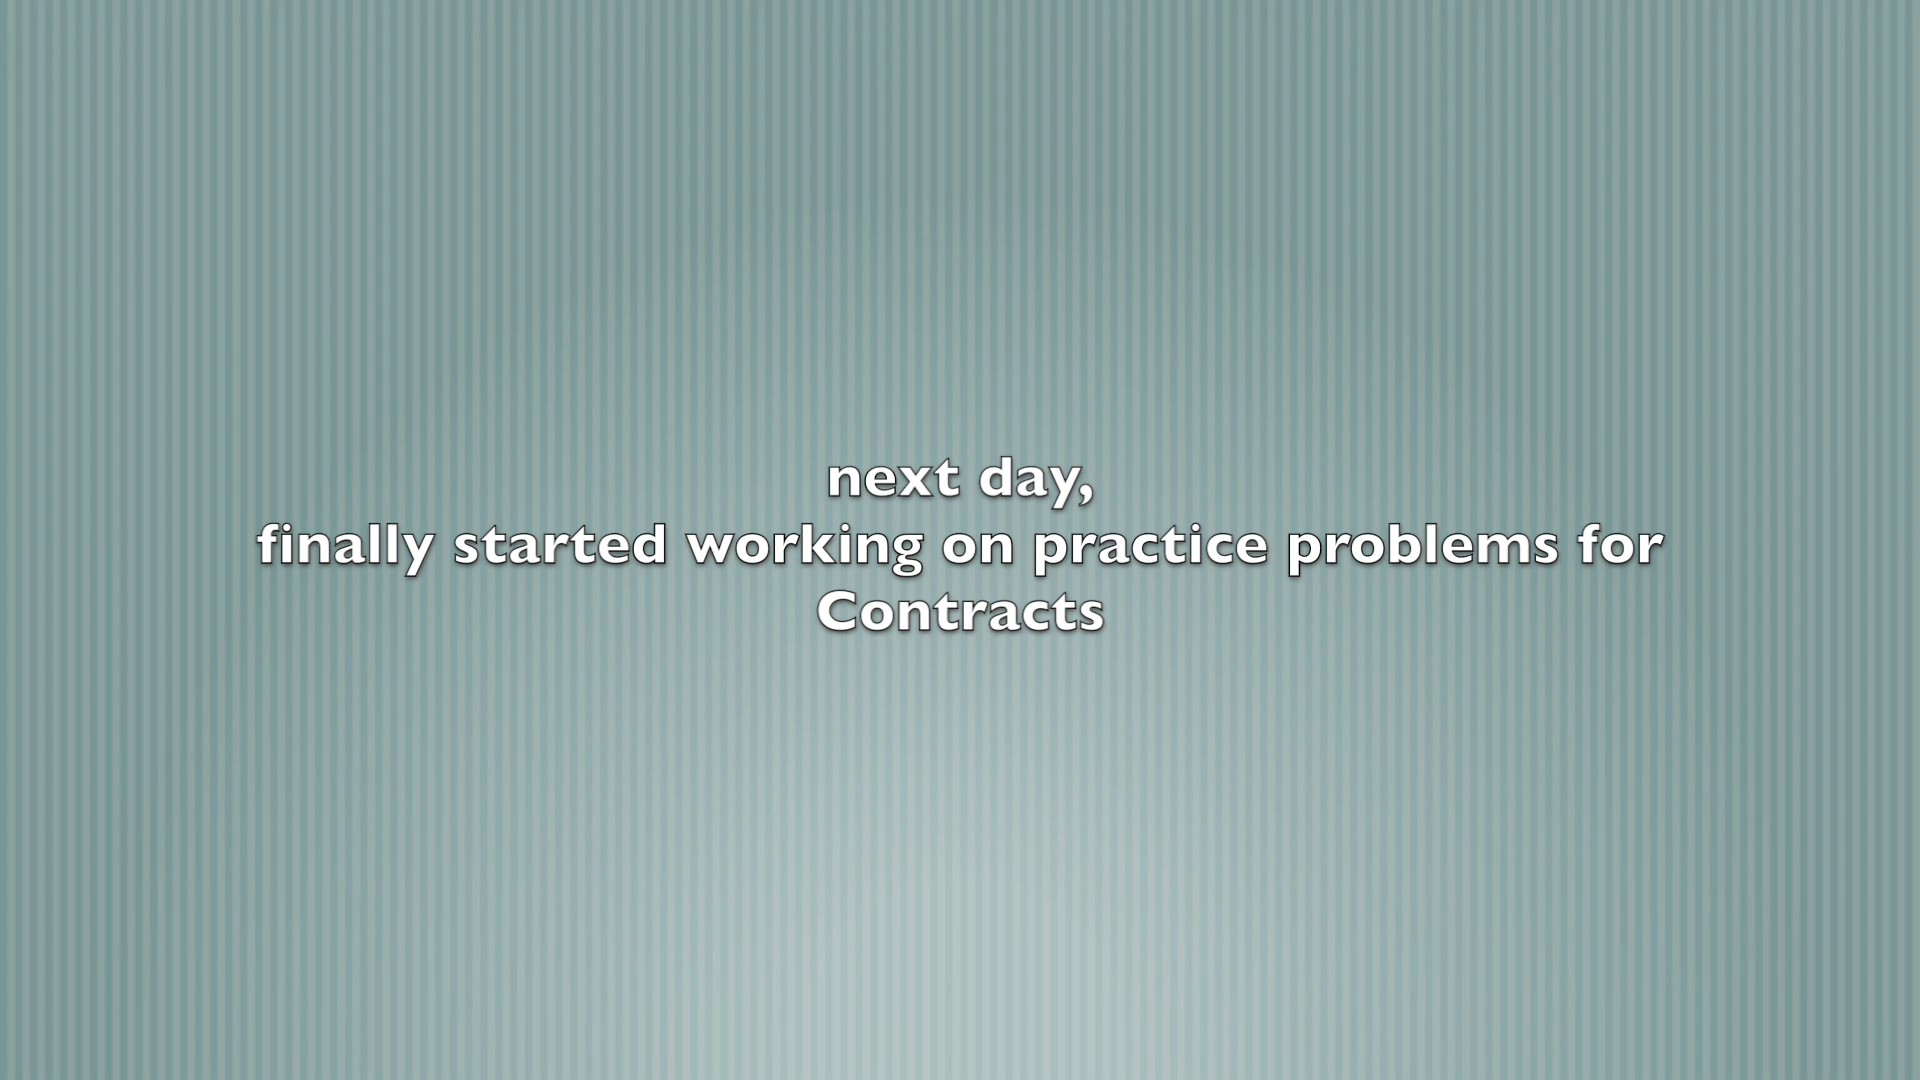 next day,
finally started working on practice problems for
Contracts